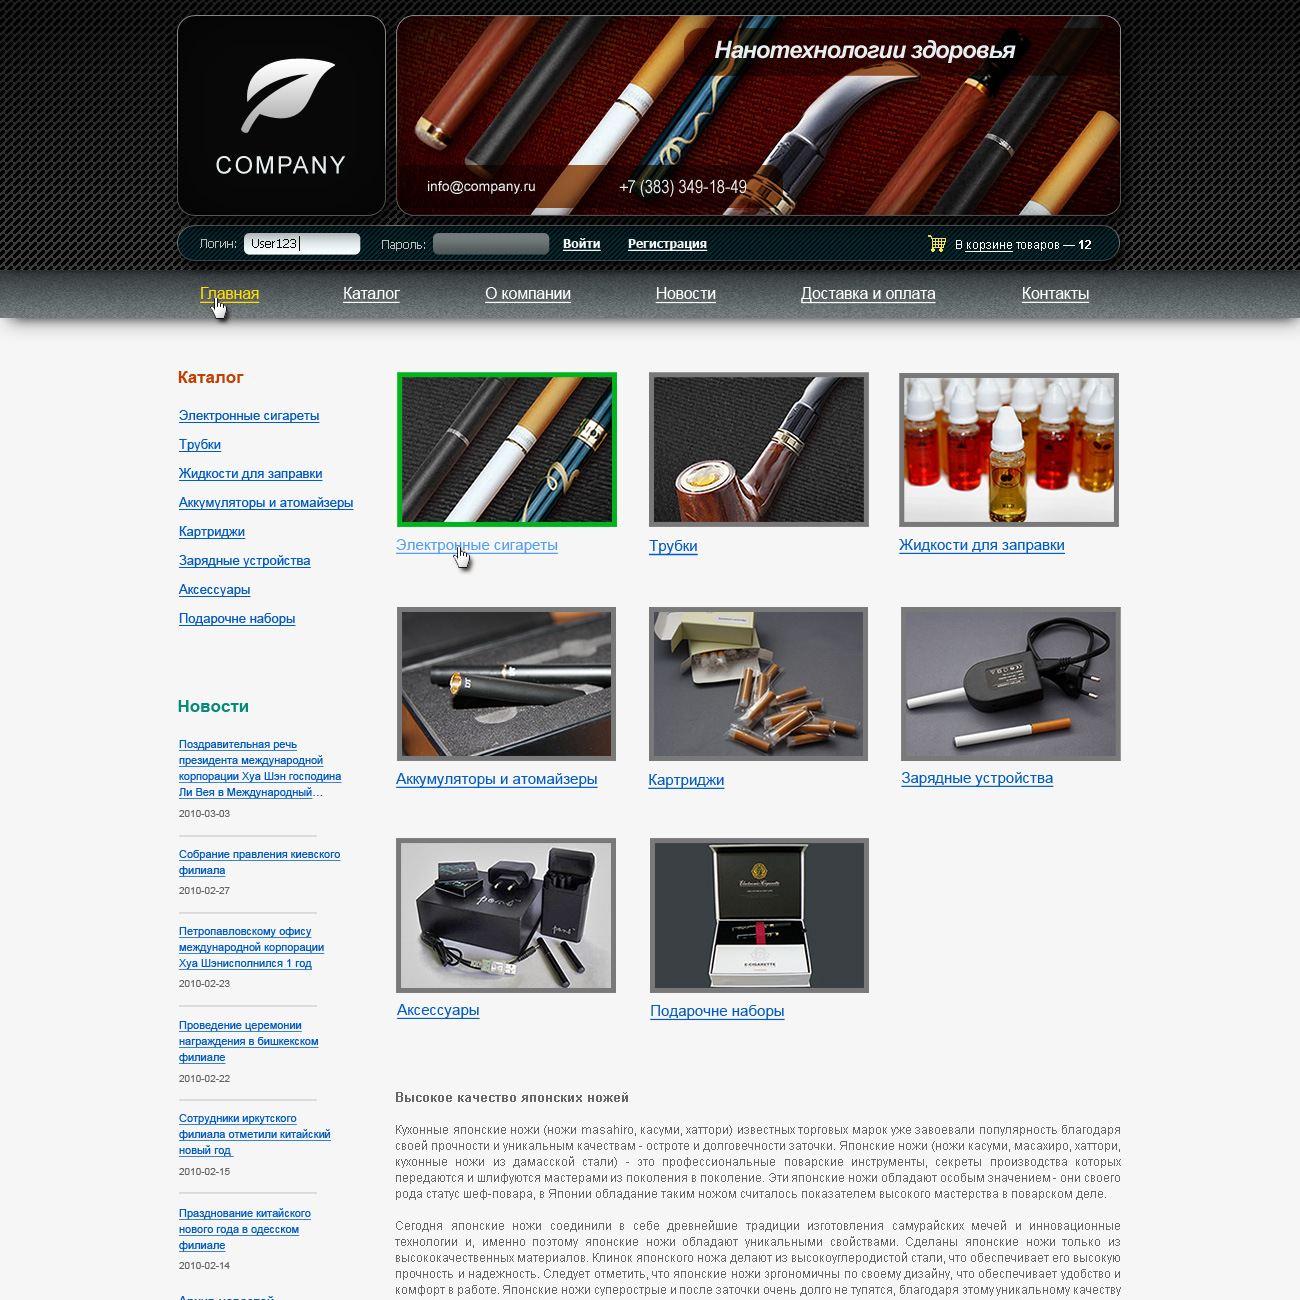 COMPANY
Нанотехнологии здоровья
info@company.ru
+7 (383) 349-18-49
Логин:
User123
Пароль:
Войти
Регистрация
В корзине товаров — 12
Главная
Каталог
О компании
Новости
Доставка и оплата
Контакты
Каталог
Электронные сигареты
Трубки
Жидкости для заправки
Аккумуляторы и атомайзеры
Картриджи
Зарядные устройства
Аксессуары
Подарочне наборы
Новости
Поздравительная речь
президента международной
корпорации Хуа Шэн господина
Ли Вея в Международный...
2010-03-03
Собрание правления киевского
филиала
2010-02-27
Петропавловскому офису
международной корпорации
Хуа Шэнисполнился 1 год
2010-02-23
Проведение церемонии
награждения в бишкекском
филиале
2010-02-22
Сотрудники иркутского
филиала отметили китайский
новый год
2010-02-15
Празднование китайского
нового года в одесском
филиале
2010-02-14
Электронные сигареты
Трубки
Жидкости для заправки
Аккумуляторы и атомайзеры
Картриджи
Зарядные устройства
Аксессуары
Подарочне наборы
Высокое качество японских ножей
Кухонные японские ножи (ножи masahiro, касуми, хаттори) известных торговых марок уже завоевали популярность благодаря
своей прочности и уникальным качествам - остроте и долговечности заточки. Японские ножи (ножи касуми, масахиро, хаттори,
кухонные ножи из дамасской стали) - это профессиональные поварские инструменты, секреты производства которых
передаются и шлифуются мастерами из поколения в поколение. Эти японские ножи обладают особым значением - они своего
рода статус шеф-повара, в Японии обладание таким ножом считалось показателем высокого мастерства в поварском деле.
Сегодня японские ножи соединили в себе древнейшие традиции изготовления самурайских мечей и инновационные
технологии и, именно поэтому японские ножи обладают уникальными свойствами. Сделаны японские ножи только из
высококачественных материалов. Клинок японского ножа делают из высокоуглеродистой стали, что обеспечивает его высокую
прочность и надежность. Следует отметить, что японские ножи эргономичны по своему дизайну, что обеспечивает удобство и
комфорт в работе. Японские ножи суперострые и после заточки очень долго не тупятся, благодаря этому уникальному качеству